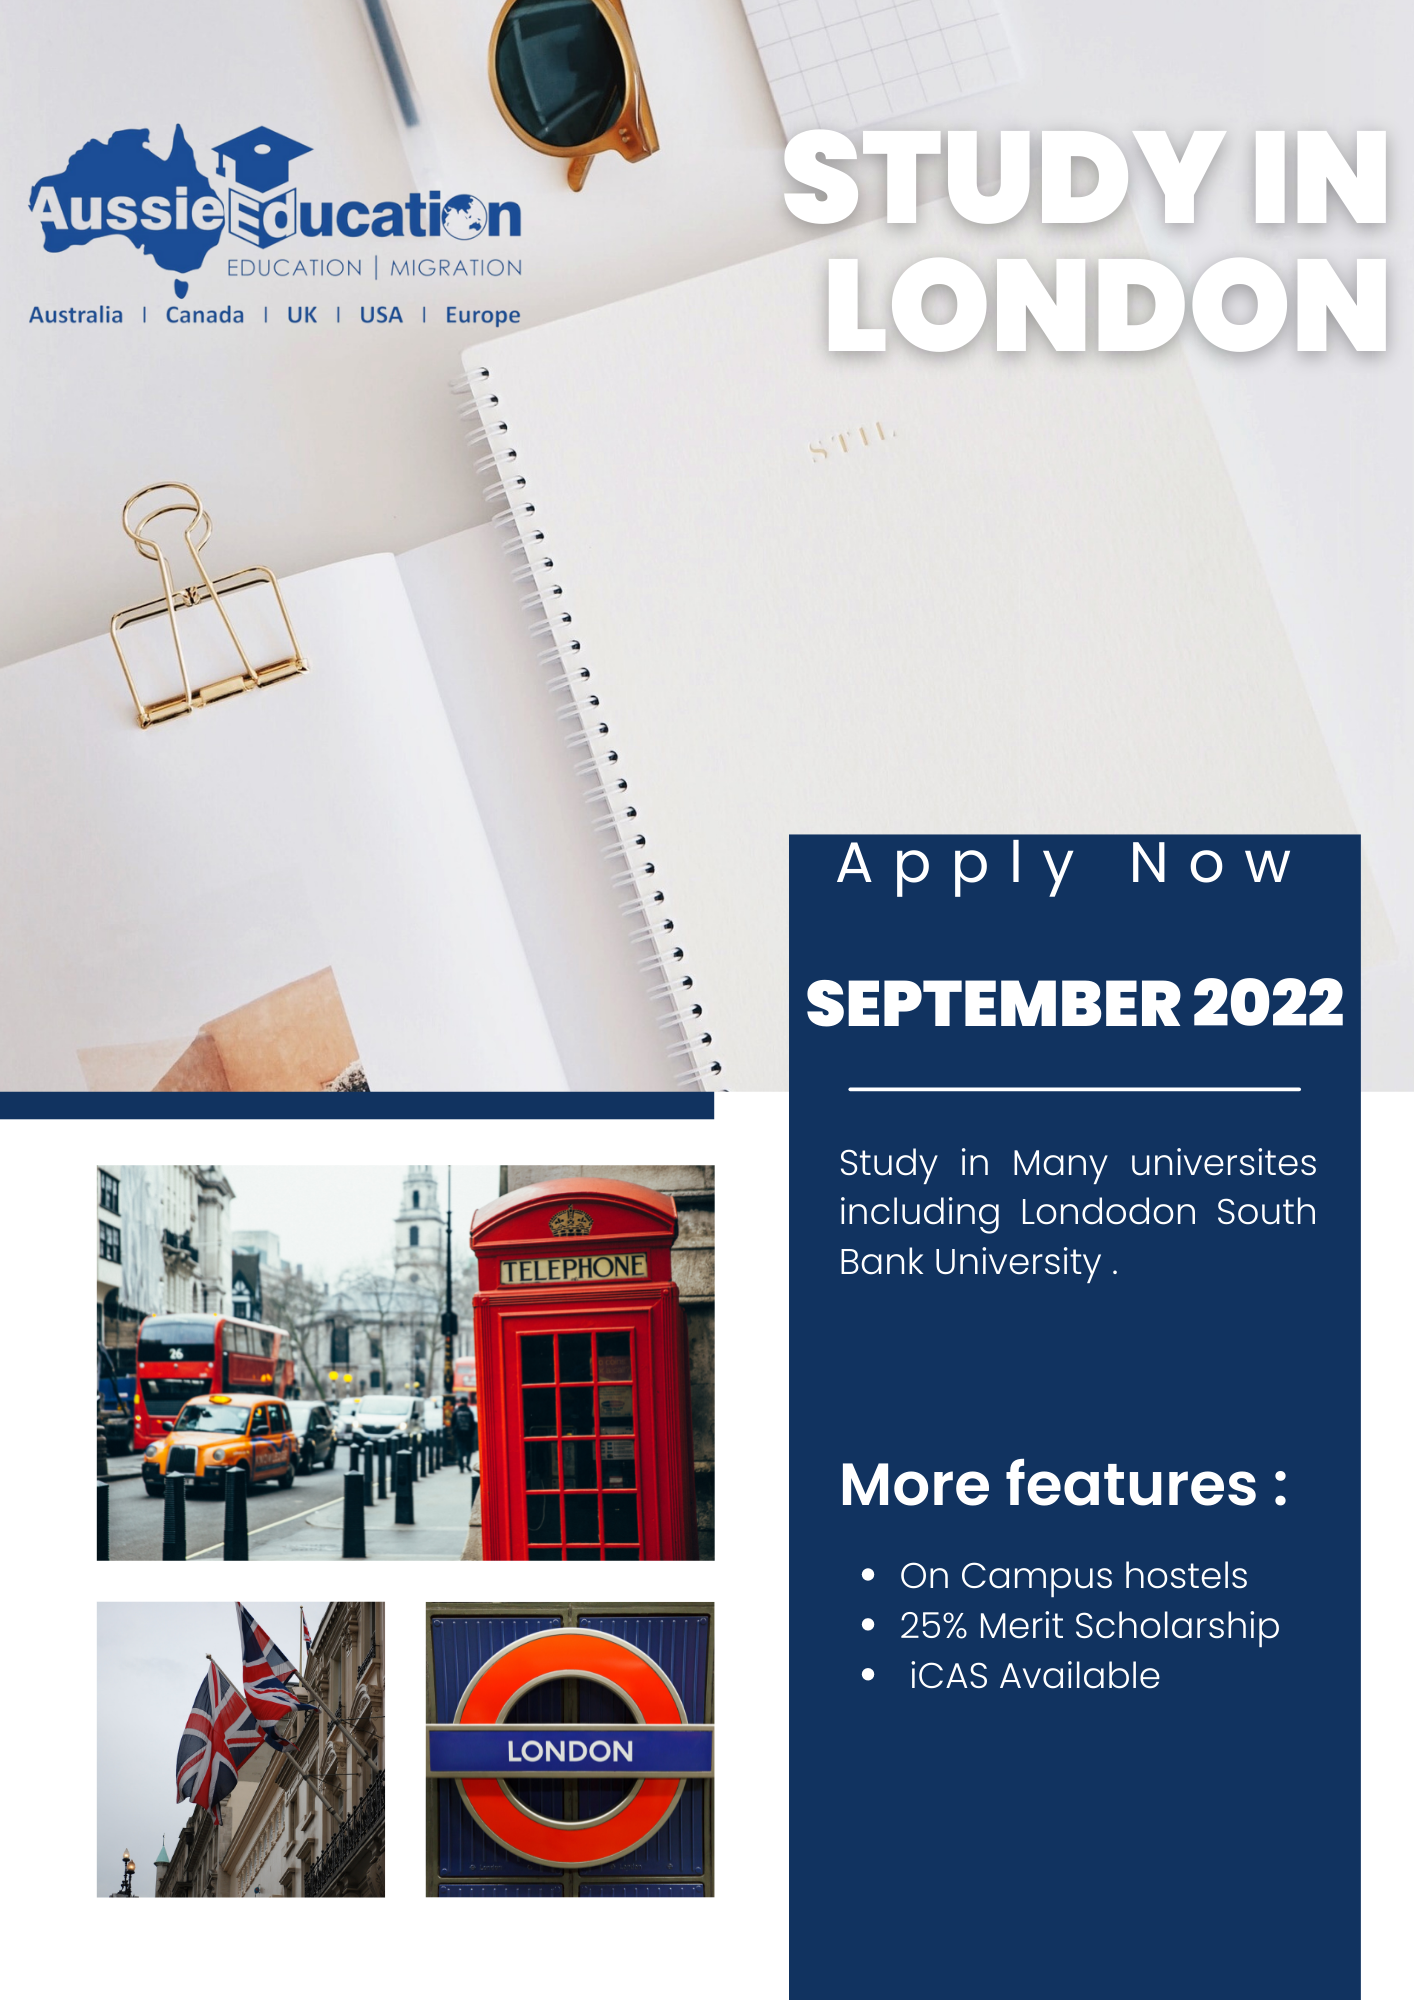 AussieEducation
EDUCATION | MIGRATION
Australia | Canada | UK | USA | Europe
STUDY IN
LONDON
STIL
Apply Now
SEPTEMBER 2022
Study in Many universites
including Londodon South
Bank University .
TELEPHONE
26
More features :
• On Campus hostels
• 25% Merit Scholarship
• iCAS Available
LONDON